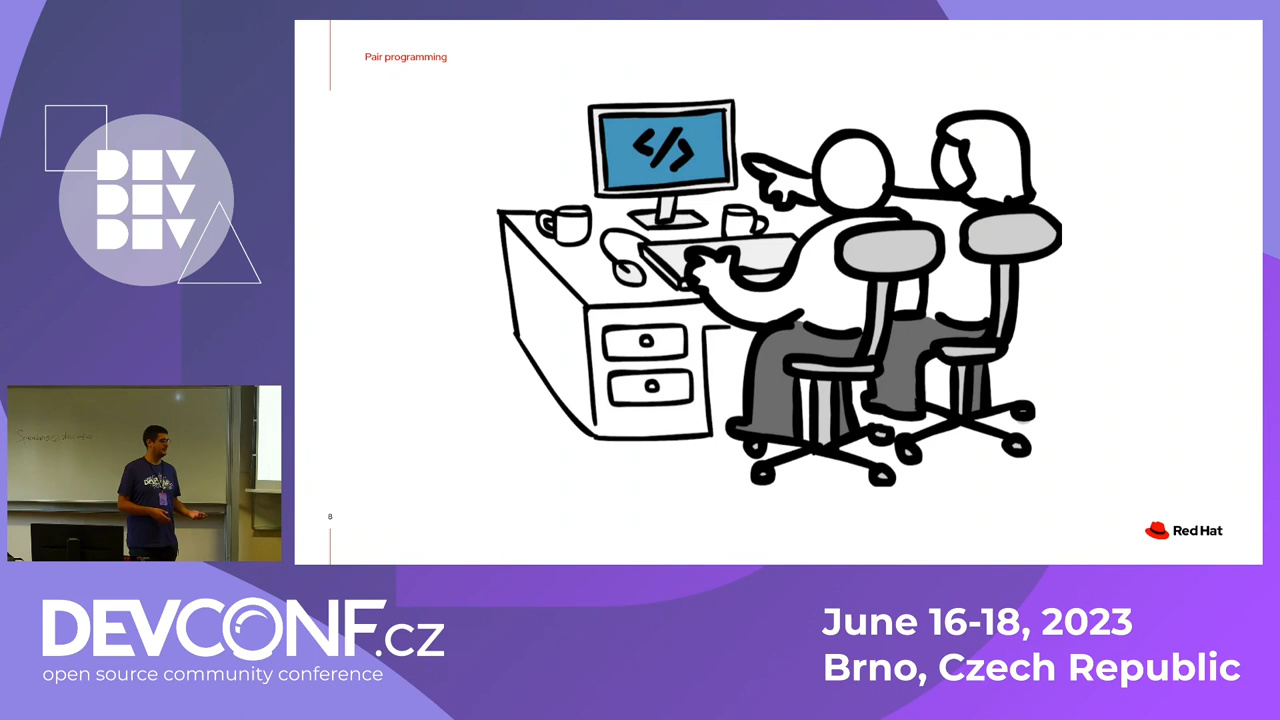 Pair programming
</>
DEV
DEV
DEV
8
Red Hat
DEVCONF.cz
open source community conference
June 16-18, 2023
Brno, Czech Republic